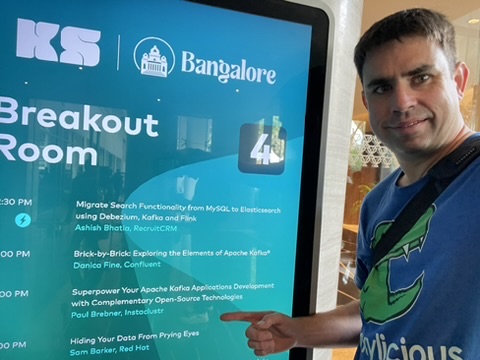 KS | Bangalore
Breakout
Room
4
:30 PM
Migrate Search Functionality from MySQL to Elasticsearch
using Debezium, Kafka and Flink
Ashish Bhatia, RecruitCRM
:00 PM
Brick-by-Brick: Exploring the Elements of Apache Kafka®
Danica Fine, Confluent
:00 PM
Superpower Your Apache Kafka Applications Development
with Complementary Open-Source Technologies
Paul Brebner, Instaclustr
:00 PM
Hiding Your Data From Prying Eyes
Sam Barker, Red Hat